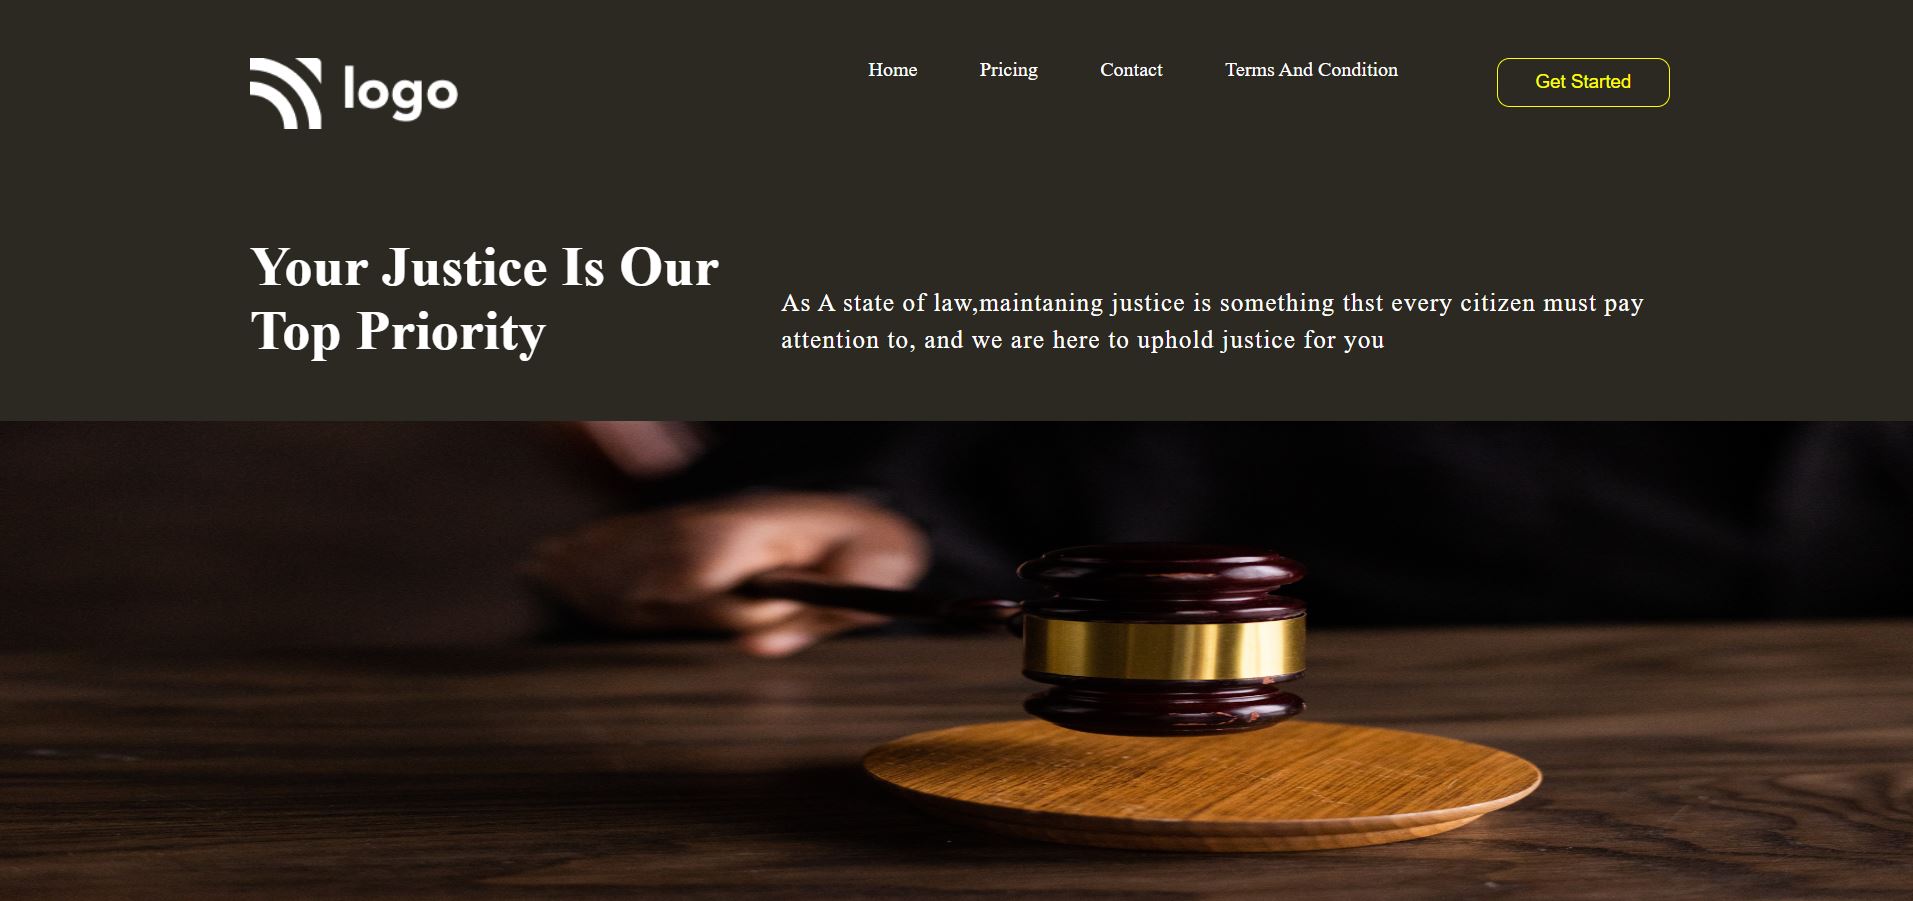 logo
Home
Pricing
Contact
Terms And Condition
Get Started
Your Justice Is Our
Top Priority
As A state of law,maintaning justice is something thst every citizen must pay
attention to, and we are here to uphold justice for you